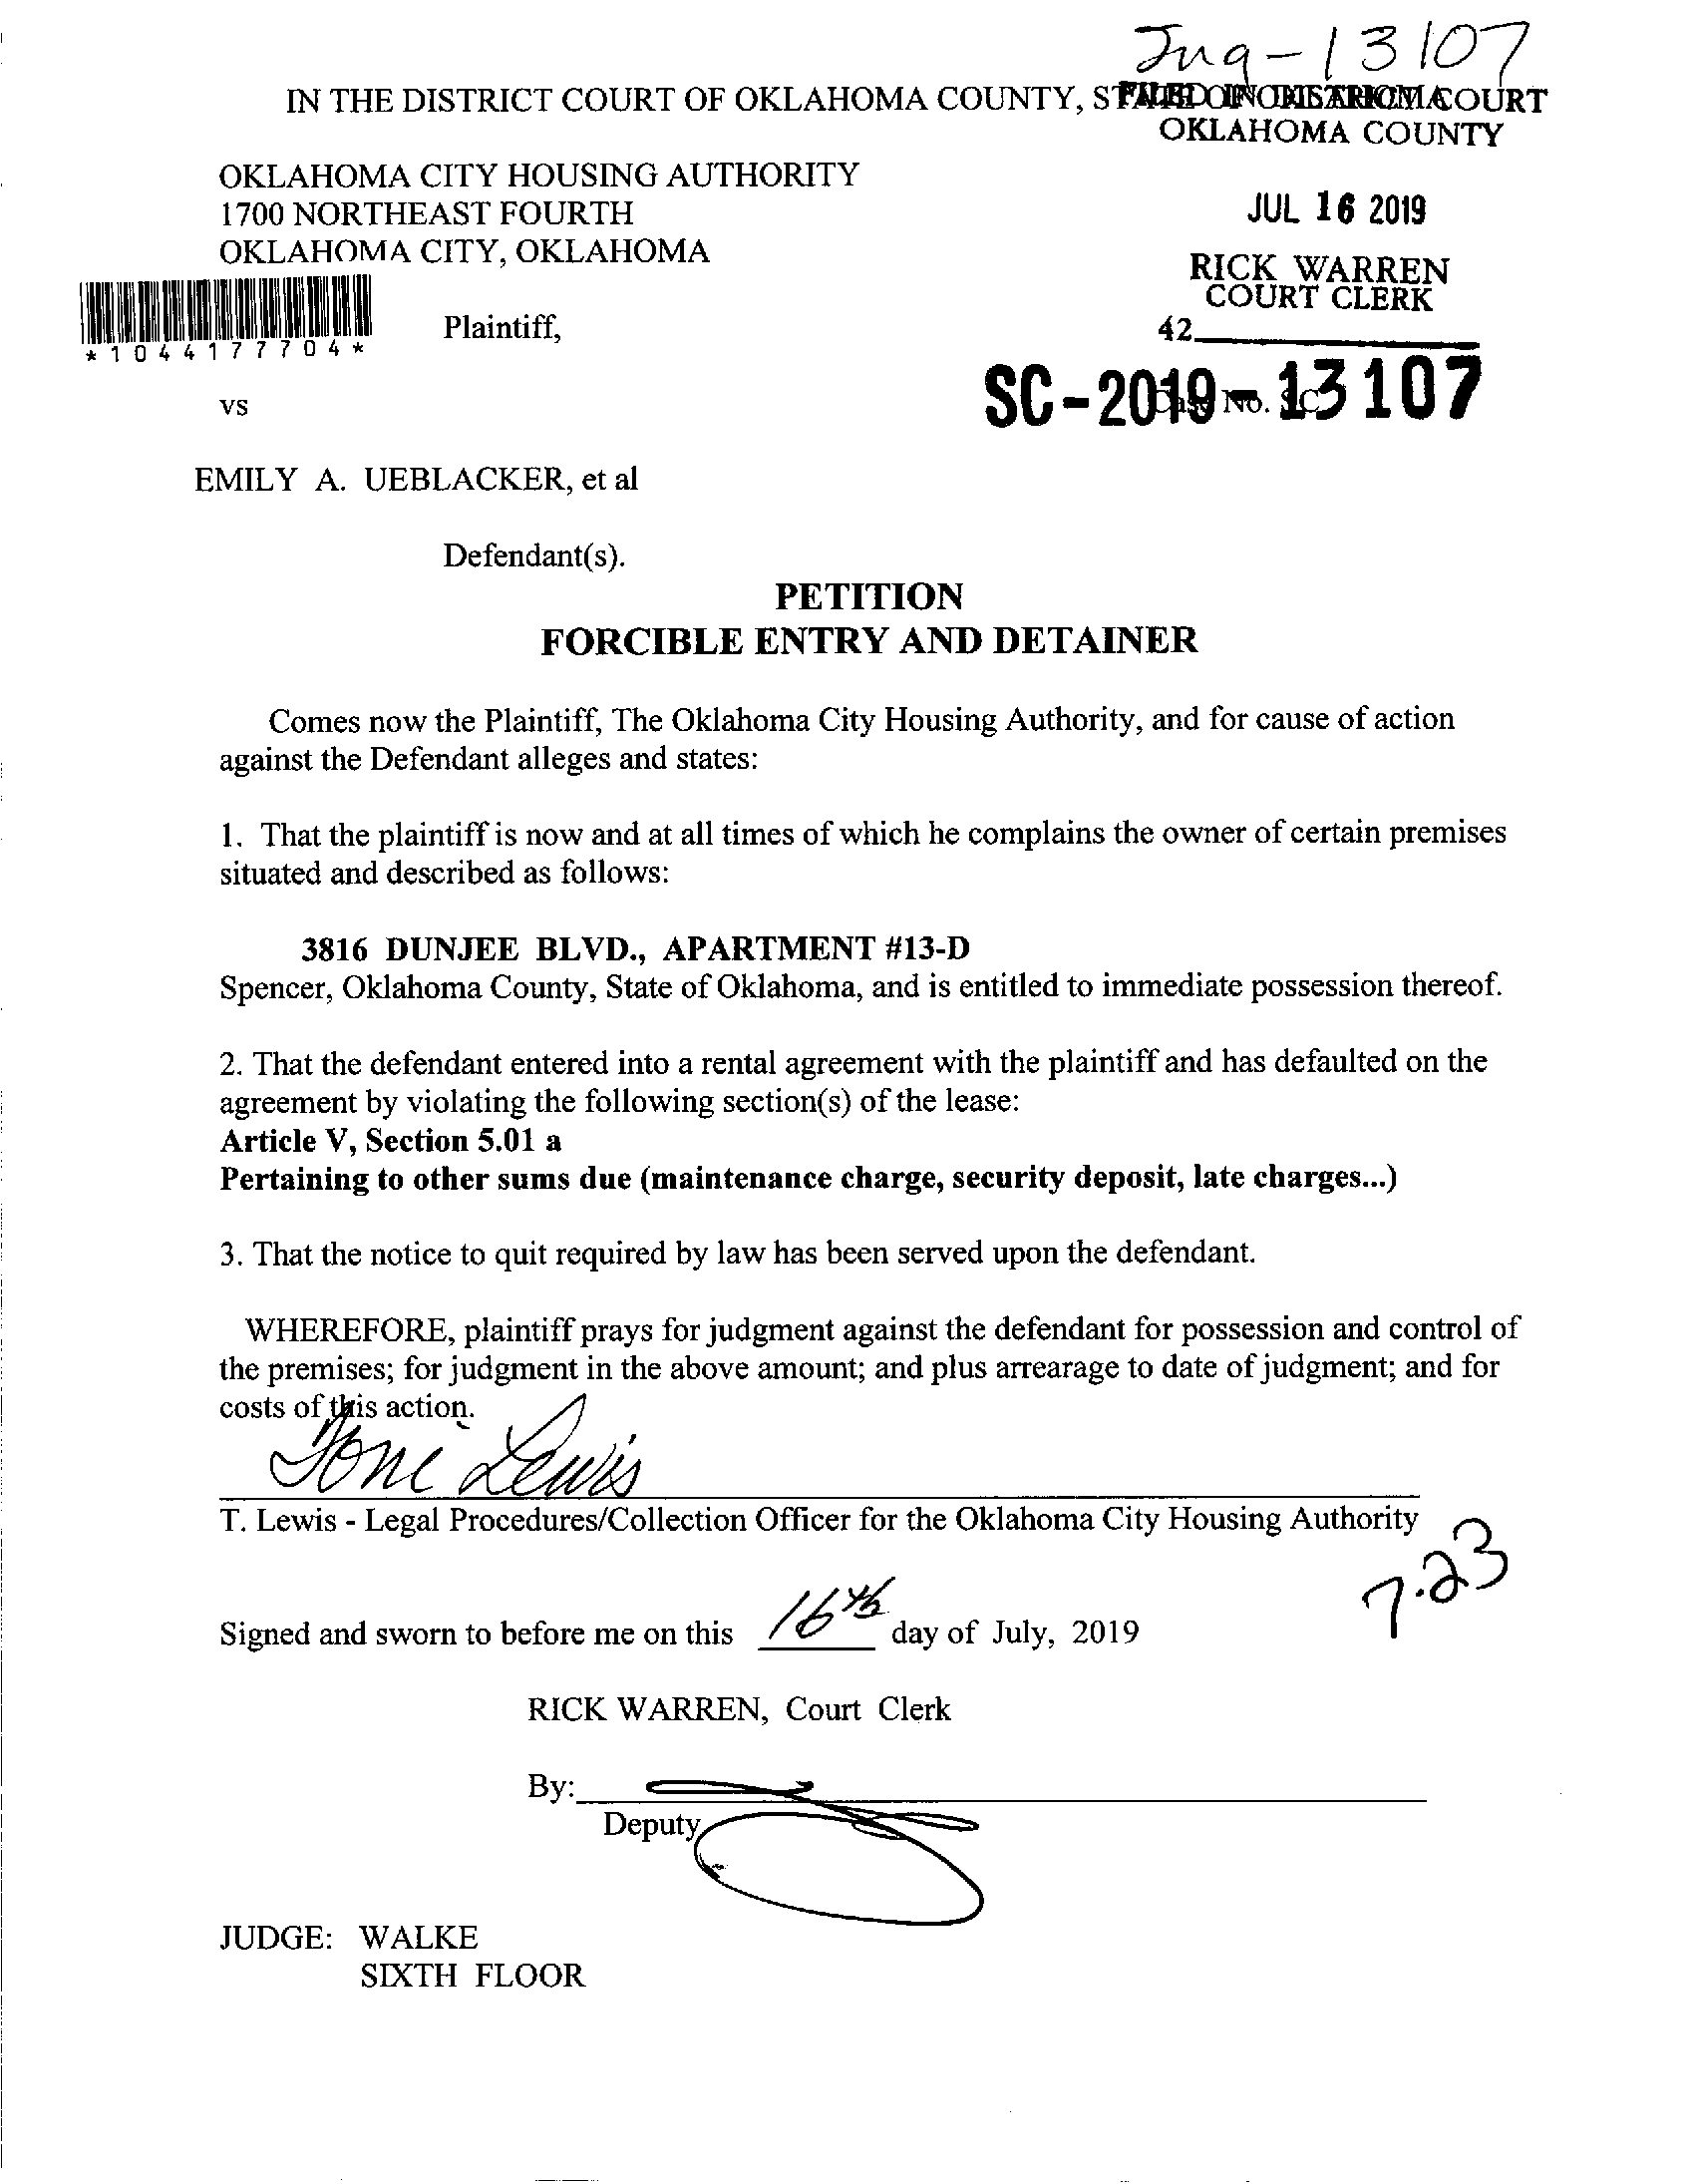 Jug-13107
IN THE DISTRICT COURT OF OKLAHOMA COUNTY, STATE OF OKLAHOMA
FILED IN DISTRICT COURT
OKLAHOMA COUNTY
OKLAHOMA CITY HOUSING AUTHORITY
1700 NORTHEAST FOURTH
OKLAHOMA CITY, OKLAHOMA
JUL 16 2019
RICK WARREN
COURT CLERK
42
*1044177704*
Plaintiff,
SC-2019-13107
vs
Case No. SC
EMILY A. UEBLACKER, et al
Defendant(s).
PETITION
FORCIBLE ENTRY AND DETAINER
Comes now the Plaintiff, The Oklahoma City Housing Authority, and for cause of action
against the Defendant alleges and states:
1. That the plaintiff is now and at all times of which he complains the owner of certain premises
situated and described as follows:
3816 DUNJEE BLVD., APARTMENT #13-D
Spencer, Oklahoma County, State of Oklahoma, and is entitled to immediate possession thereof.
2. That the defendant entered into a rental agreement with the plaintiff and has defaulted on the
agreement by violating the following section(s) of the lease:
Article V, Section 5.01 a
Pertaining to other sums due (maintenance charge, security deposit, late charges...)
3. That the notice to quit required by law has been served upon the defendant.
WHEREFORE, plaintiff prays for judgment against the defendant for possession and control of
the premises; for judgment in the above amount; and plus arrearage to date of judgment; and for
costs of this action.
Toni Lewis
T. Lewis - Legal Procedures/Collection Officer for the Oklahoma City Housing Authority
7.23
Signed and sworn to before me on this 16th day of July, 2019
RICK WARREN, Court Clerk
By:
Deputy
JUDGE: WALKE
SIXTH FLOOR